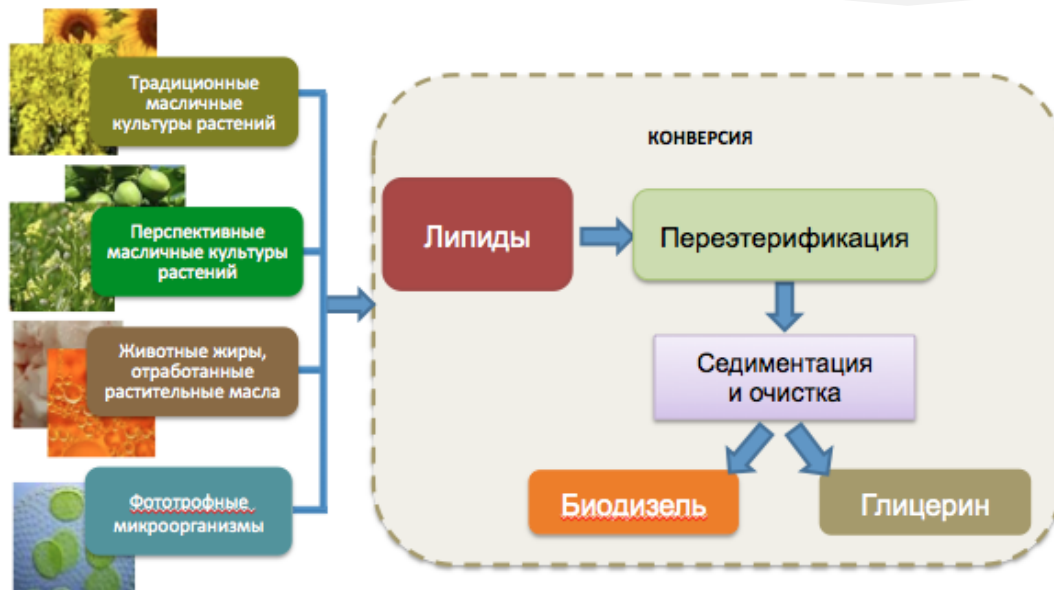 Традиционные
масличные
культуры растений
Перспективные
масличные культуры
растений
Животные жиры,
отработанные
растительные масла
Фототрофные
микроорганизмы
КОНВЕРСИЯ
Липиды
Переэтерификация
Седиментация
и очистка
Биодизель
Глицерин